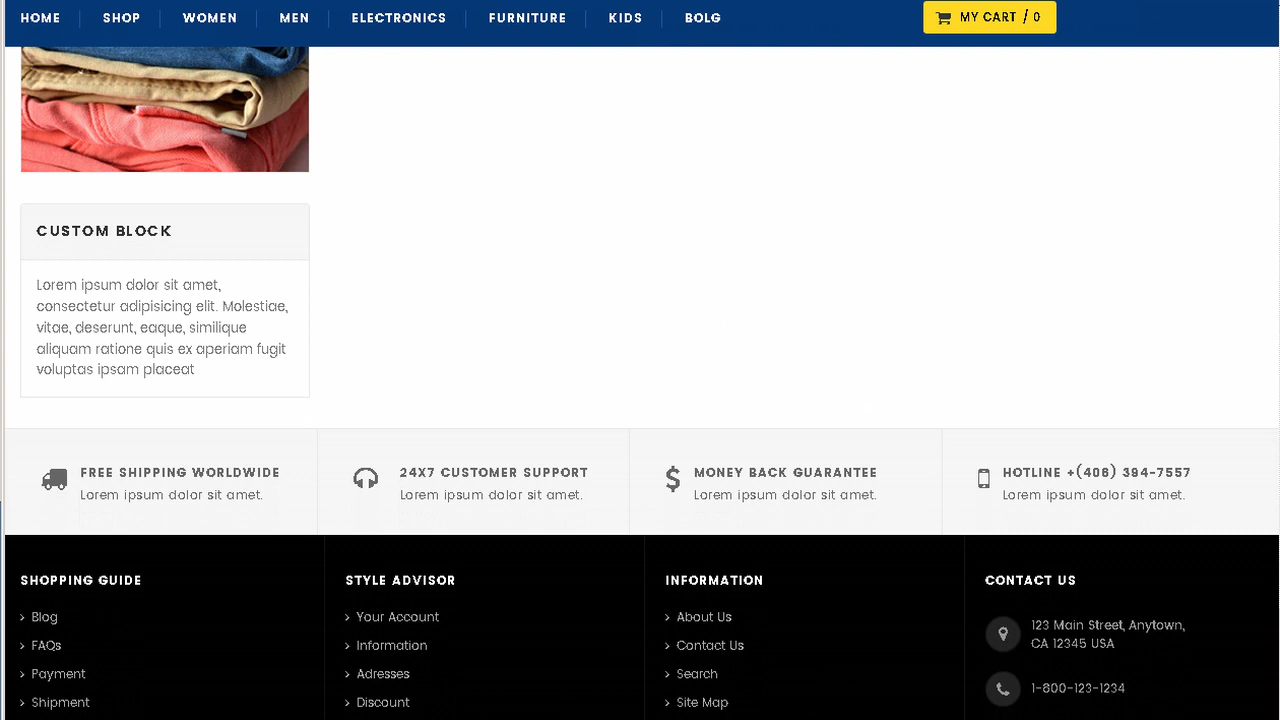 HOME SHOP WOMEN MEN ELECTRONICS FURNITURE KIDS BOLG MY CART / 0
CUSTOM BLOCK
Lorem ipsum dolor sit amet,
consectetur adipisicing elit. Molestiae,
vitae, deserunt, eaque, similique
aliquam ratione quis ex aperiam fugit
voluptas ipsam placeat
FREE SHIPPING WORLDWIDE
Lorem ipsum dolor sit amet.
24X7 CUSTOMER SUPPORT
Lorem ipsum dolor sit amet.
MONEY BACK GUARANTEE
Lorem ipsum dolor sit amet.
HOTLINE +(408) 394-7557
Lorem ipsum dolor sit amet.
SHOPPING GUIDE
Blog
FAQs
Payment
Shipment
STYLE ADVISOR
Your Account
Information
Adresses
Discount
INFORMATION
About Us
Contact Us
Search
Site Map
CONTACT US
123 Main Street, Anytown,
CA 12345 USA
1-800-123-1234